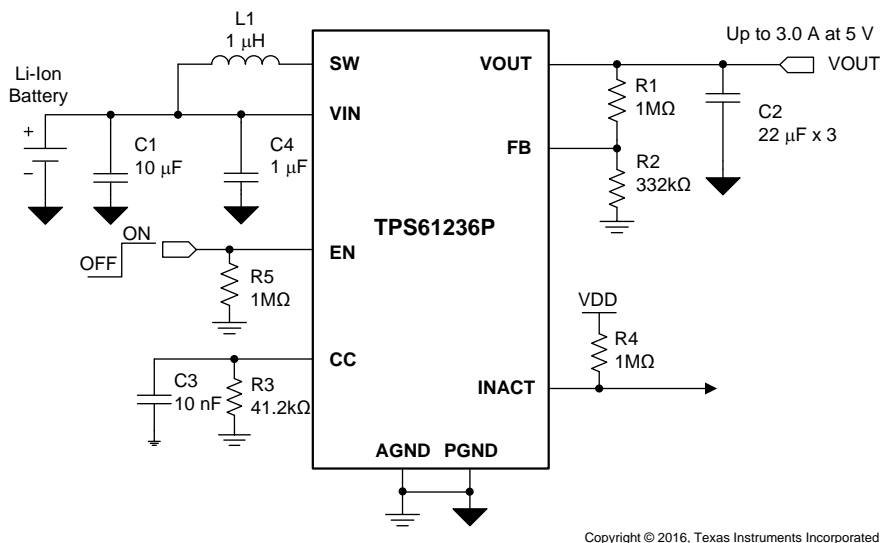 L1
1 μH
Up to 3.0 A at 5 V
SW
VOUT
VOUT
Li-Ion
Battery
R1
1MΩ
VIN
+
C1
10 μF
C4
1 μF
C2
22 μF x 3
FB
−
R2
332kΩ
TPS61236P
ON
OFF
EN
R5
1MΩ
VDD
R4
1MΩ
CC
C3
10 nF
R3
41.2kΩ
INACT
AGND PGND
Copyright © 2016, Texas Instruments Incorporated